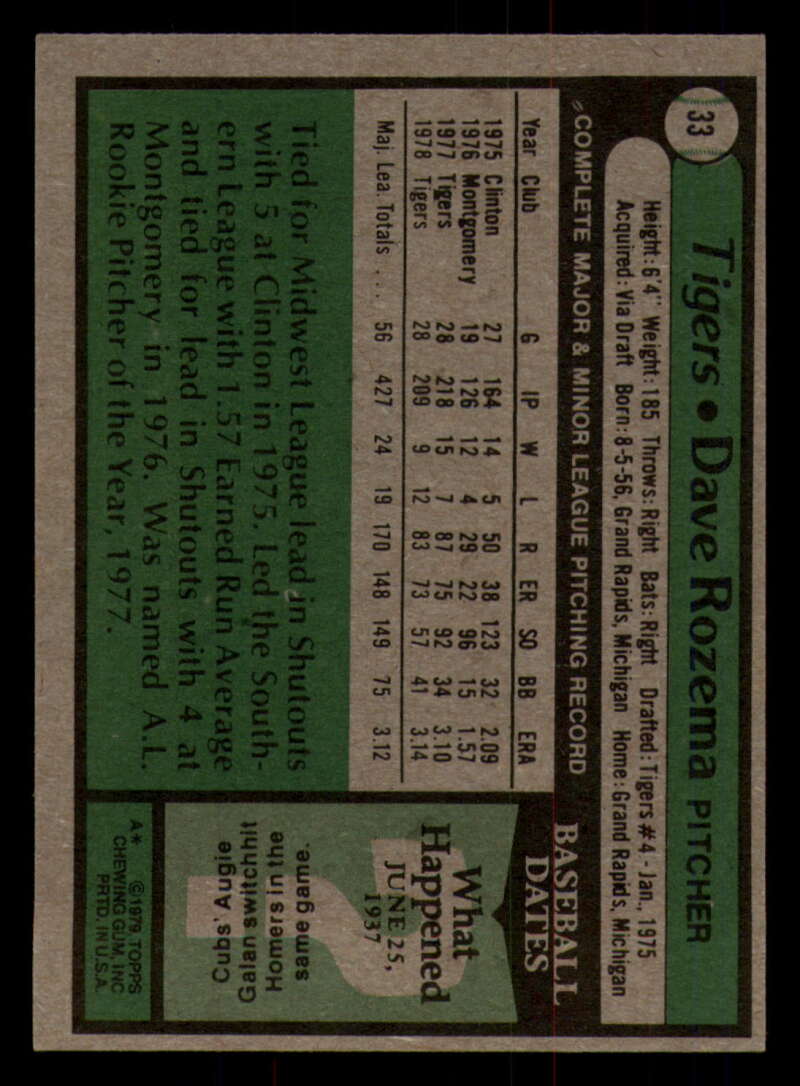 33
Tigers • Dave Rozema PITCHER
Height: 6'4" Weight: 185 Throws: Right Bats: Right Drafted: Tigers #4 - Jan., 1975
Acquired: Via Draft Born: 8-5-56, Grand Rapids, Michigan Home: Grand Rapids, Michigan
COMPLETE MAJOR & MINOR LEAGUE PITCHING RECORD
Year Club G IP W L R ER SO BB ERA
1975 Clinton 27 164 14 5 50 38 123 32 2.09
1976 Montgomery 19 126 12 4 29 22 96 15 1.57
1977 Tigers 28 218 15 7 87 75 92 34 3.10
1978 Tigers 28 209 9 12 83 73 57 41 3.14
Maj. Lea. Totals . . . 56 427 24 19 170 148 149 75 3.12
Tied for Midwest League lead in Shutouts
with 5 at Clinton in 1975. Led the South-
ern League with 1.57 Earned Run Average
and tied for lead in Shutouts with 4 at
Montgomery in 1976. Was named A.L.
Rookie Pitcher of the Year, 1977.
BASEBALL
DATES
What
Happened
JUNE 25,
1937
?
Cubs' Augie
Galan switchhit
Homers in the
same game.
A* ©1979 TOPPS
CHEWING GUM, INC
PRTD. IN U.S.A.